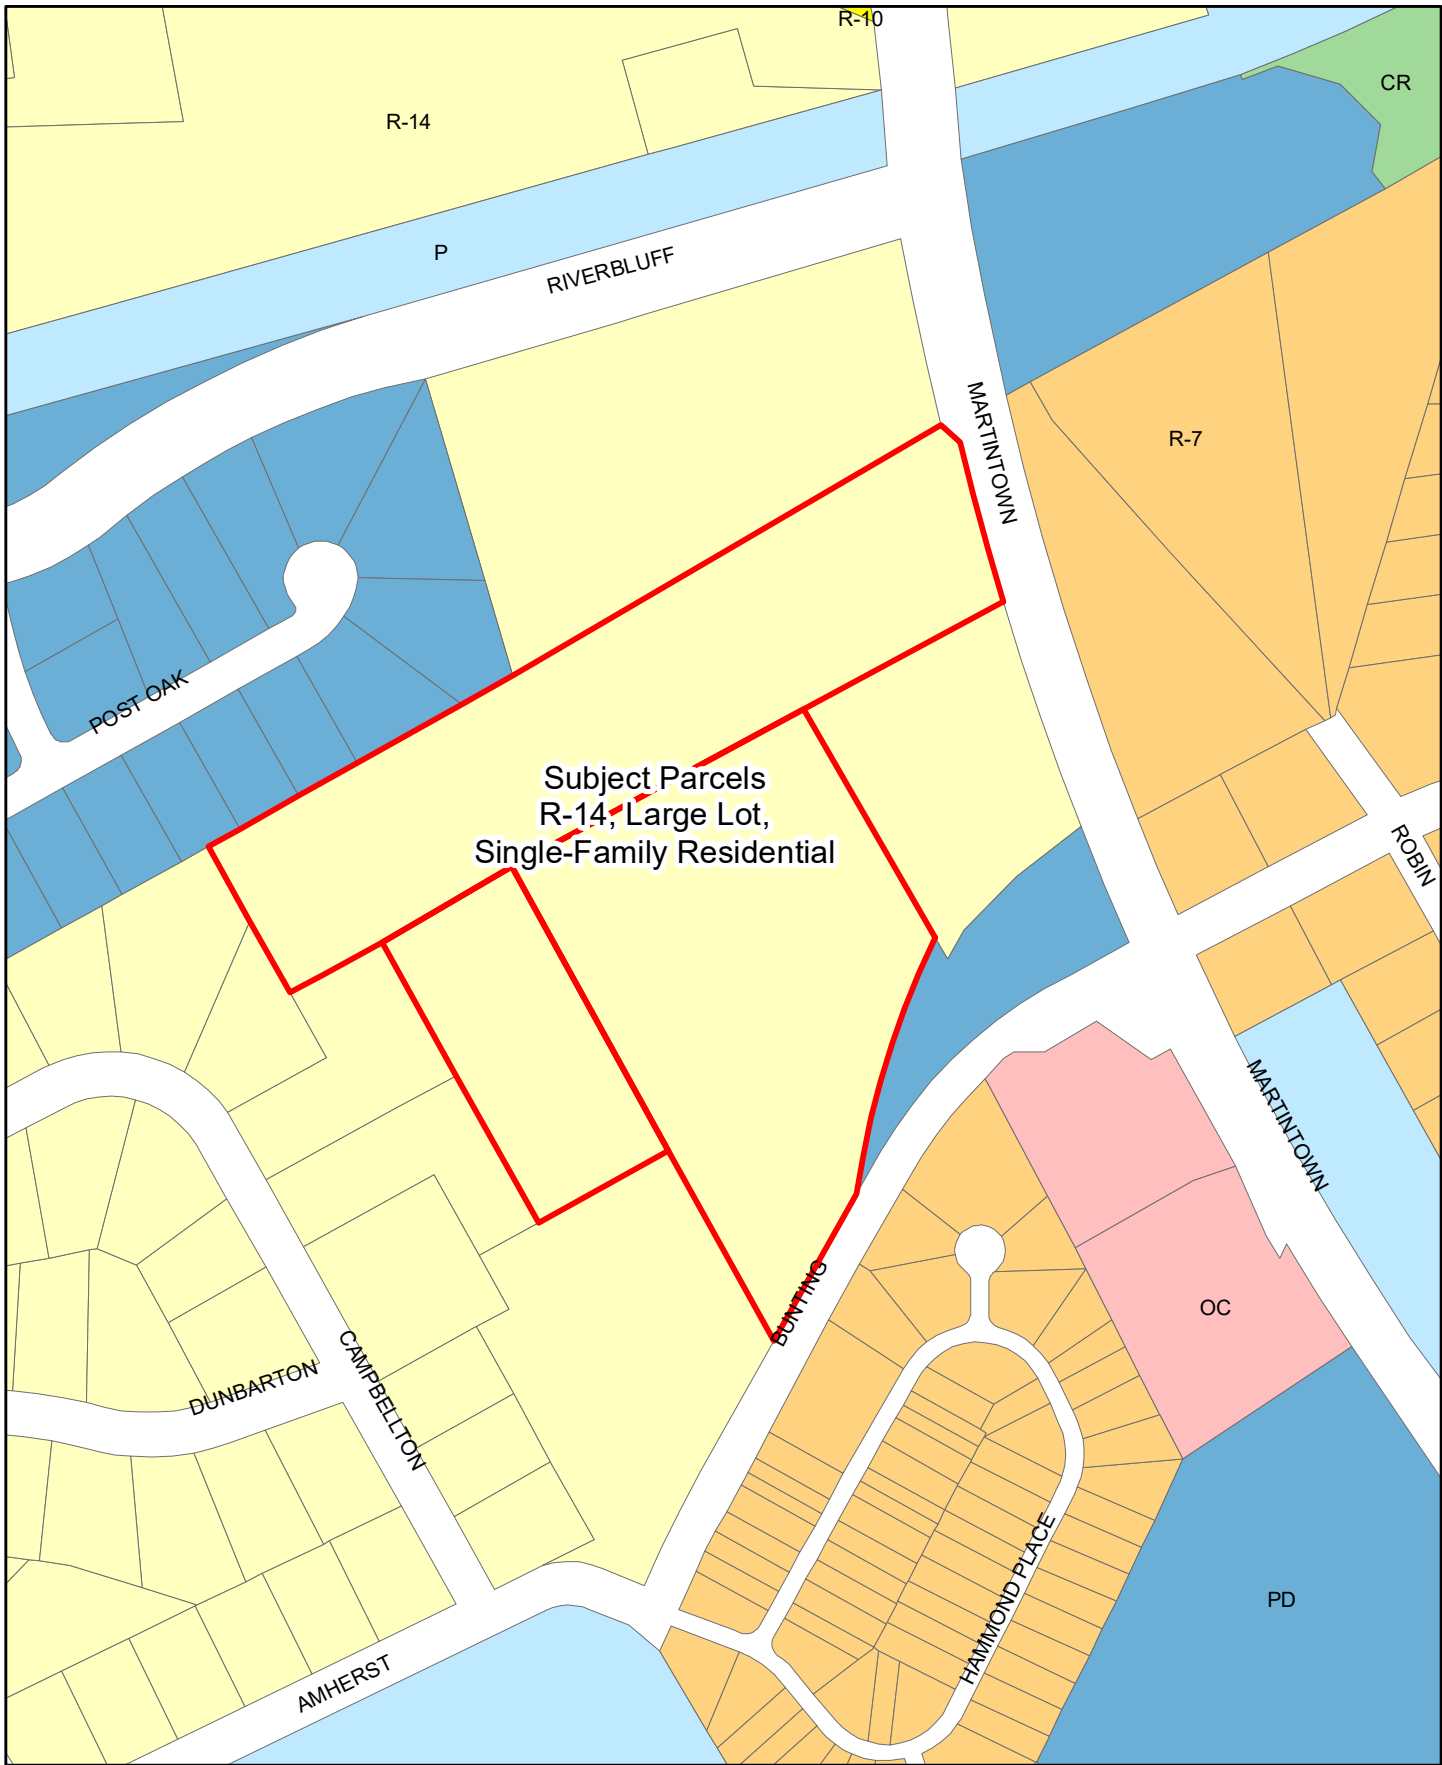 R-10
CR
R-14
P
RIVERBLUFF
MARTINTOWN
R-7
POST OAK
Subject Parcels
R-14, Large Lot,
Single-Family Residential
ROBIN
MARTINTOWN
BUNTING
OC
CAMPBELLTON
DUNBARTON
HAMMOND PLACE
PD
AMHERST